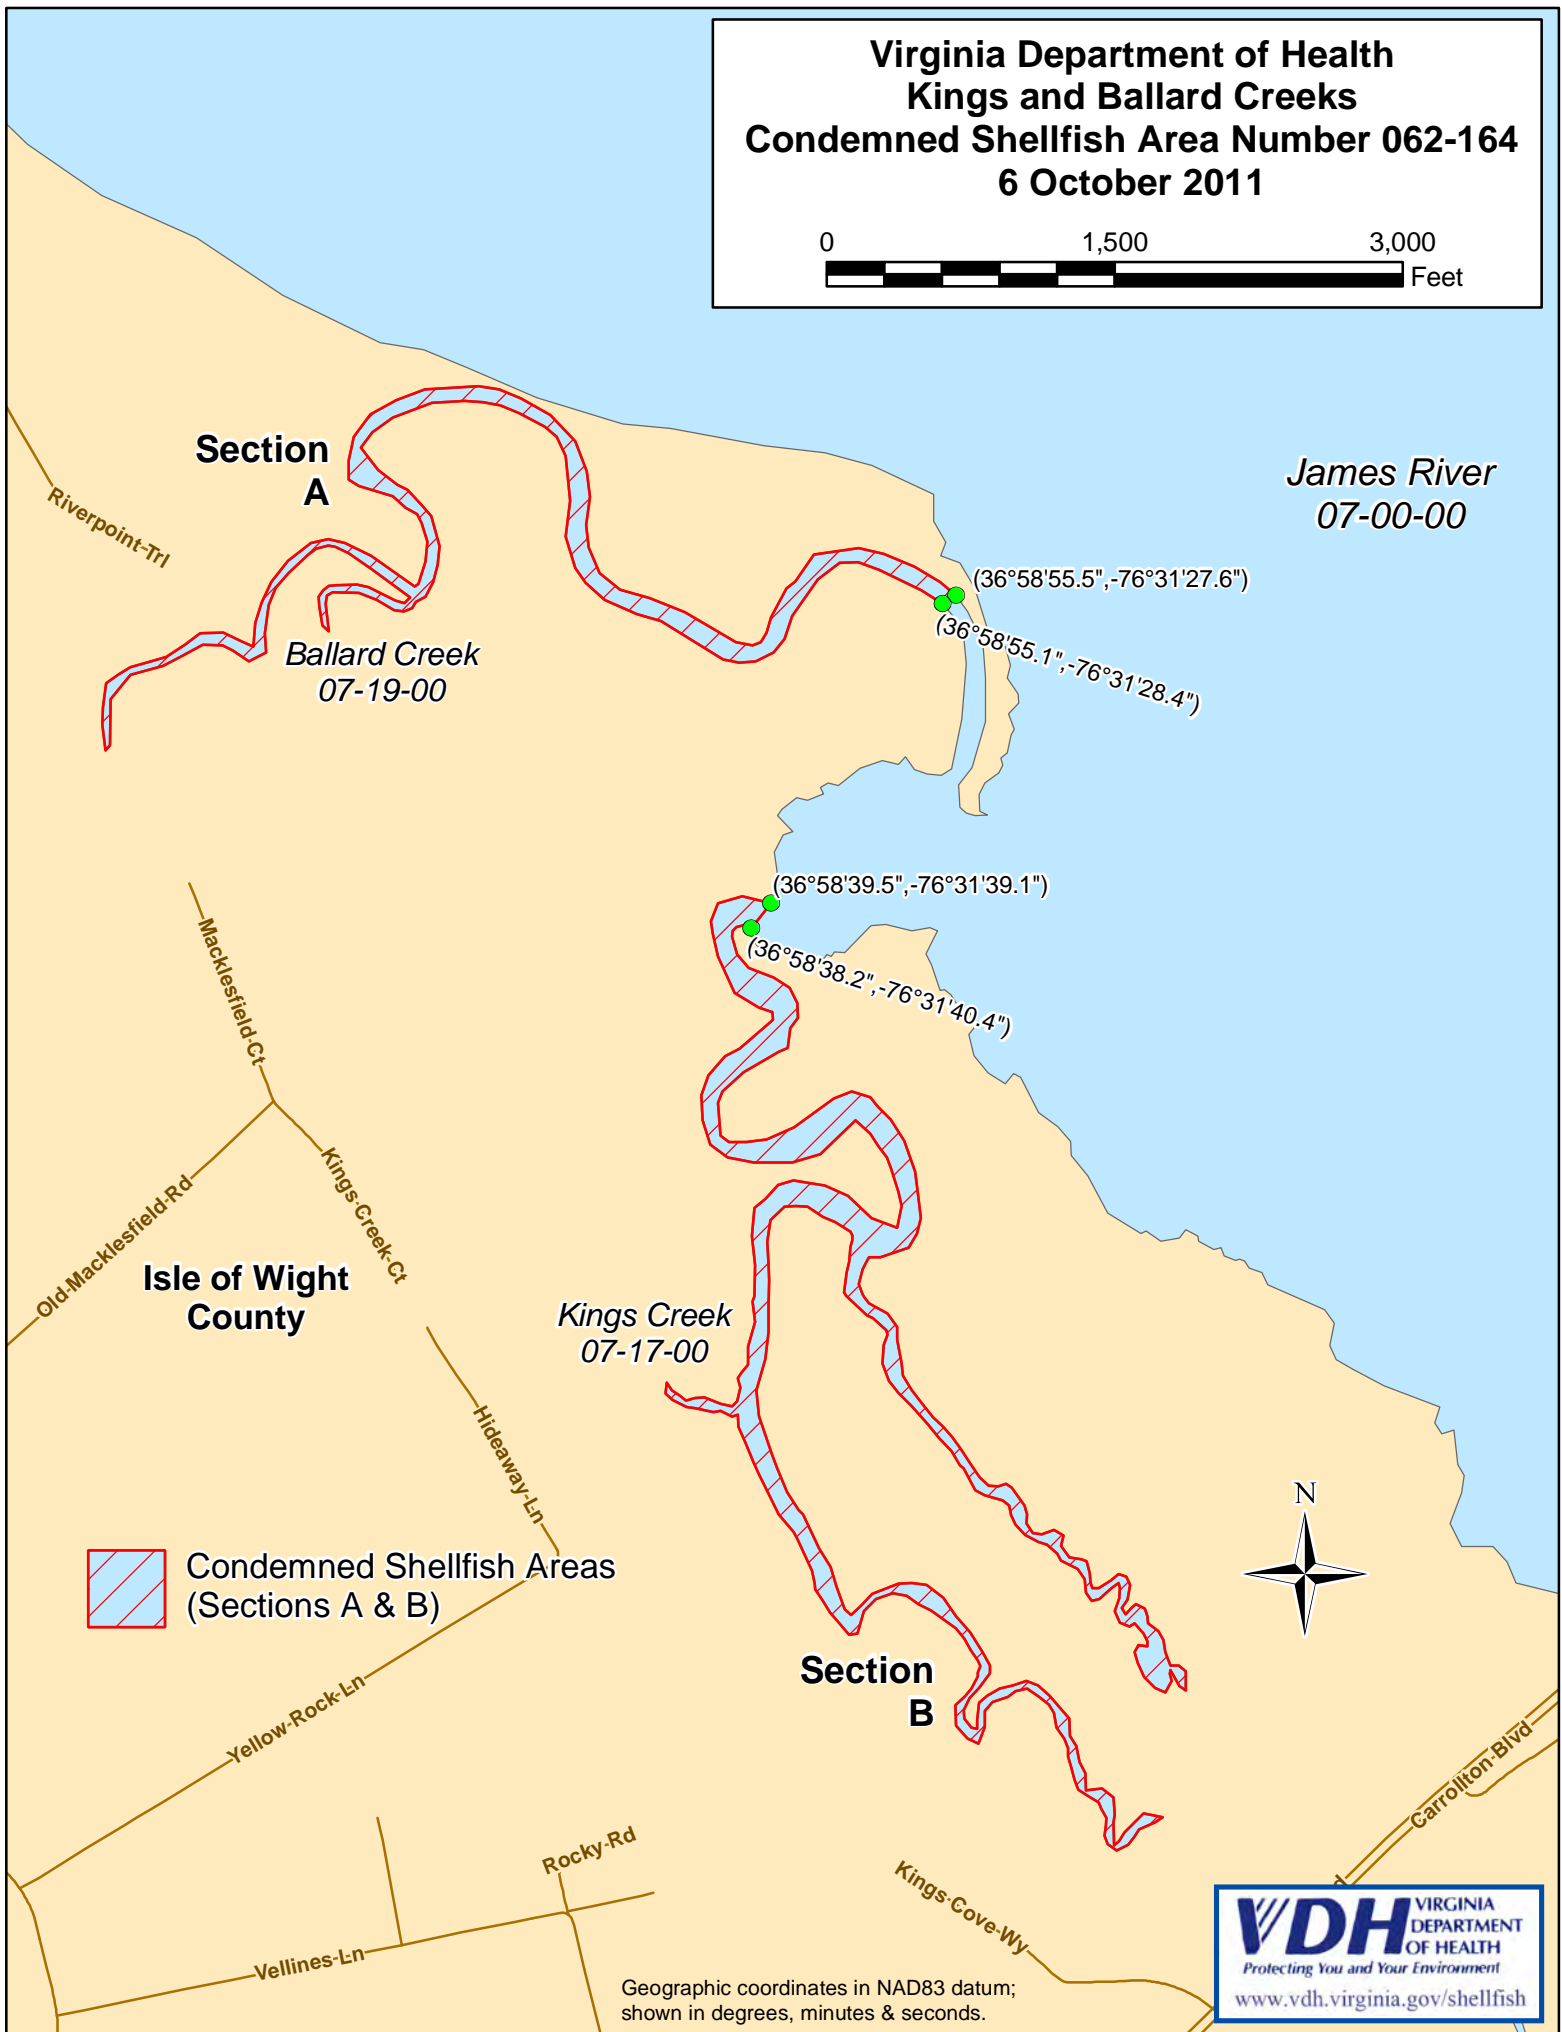 Virginia Department of Health
Kings and Ballard Creeks
Condemned Shellfish Area Number 062-164
6 October 2011
0 1,500 3,000
Feet
Section
A
James River
07-00-00
Riverpoint-Trl
(36°58'55.5",-76°31'27.6")
(36°58'55.1",-76°31'28.4")
Ballard Creek
07-19-00
(36°58'39.5",-76°31'39.1")
(36°58'38.2",-76°31'40.4")
Macklesfield-Ct
Kings-Creek-Ct
Old-Macklesfield-Rd
Isle of Wight
County
Kings Creek
07-17-00
Hideaway-Ln
N
Condemned Shellfish Areas
(Sections A & B)
Section
B
Yellow-Rock-Ln
Carrollton-Blvd
Rocky-Rd
Kings-Cove-Wy
Vellines-Ln
d
VDH VIRGINIA
DEPARTMENT
OF HEALTH
Protecting You and Your Environment
www.vdh.virginia.gov/shellfish
Geographic coordinates in NAD83 datum;
shown in degrees, minutes & seconds.